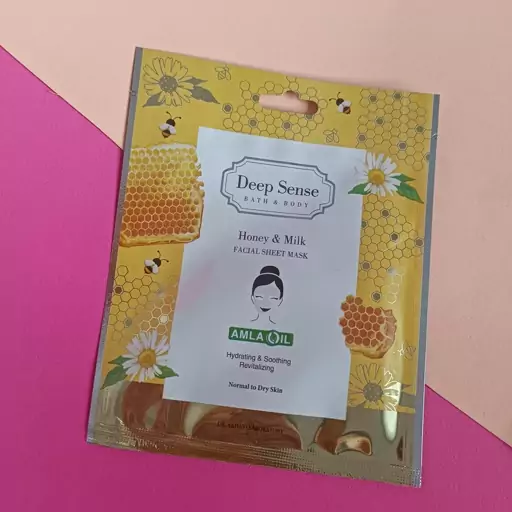 Deep Sense
BATH & BODY
Honey & Milk
FACIAL SHEET MASK
AMLA OIL
Hydrating & Soothing
Revitalizing
Normal to Dry Skin